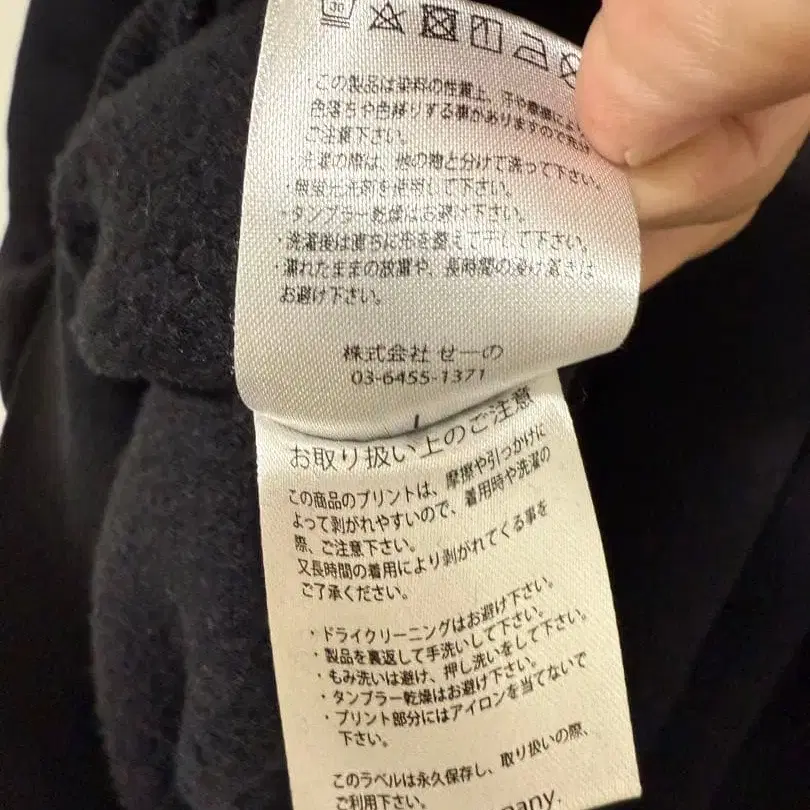 30
・この製品は染料の性質上、汗や摩擦により
色落ちや色移りする事がありますので
ご注意下さい。
・洗濯の際は、他の物と分けて洗って下さい。
・無蛍光洗剤を使用して下さい。
・タンブラー乾燥はお避け下さい。
・洗濯後は直ちに形を整えて干して下さい。
・濡れたままの放置や、長時間の浸け置きは
お避け下さい。
株式会社 せーの
03-6455-1371
L
お取り扱い上のご注意
この商品のプリントは、摩擦や引っかけに
よって剥がれやすいので、着用時や洗濯の
際、ご注意下さい。
又長時間の着用により剥がれてくる事を
ご了承ください。
・ドライクリーニングはお避け下さい。
・製品を裏返して手洗いして下さい。
・もみ洗いは避け、押し洗いをして下さい。
・タンブラー乾燥はお避け下さい。
・プリント部分にはアイロンを当てないで
下さい。
このラベルは永久保存し、取り扱いの際、
ご利用下さい。